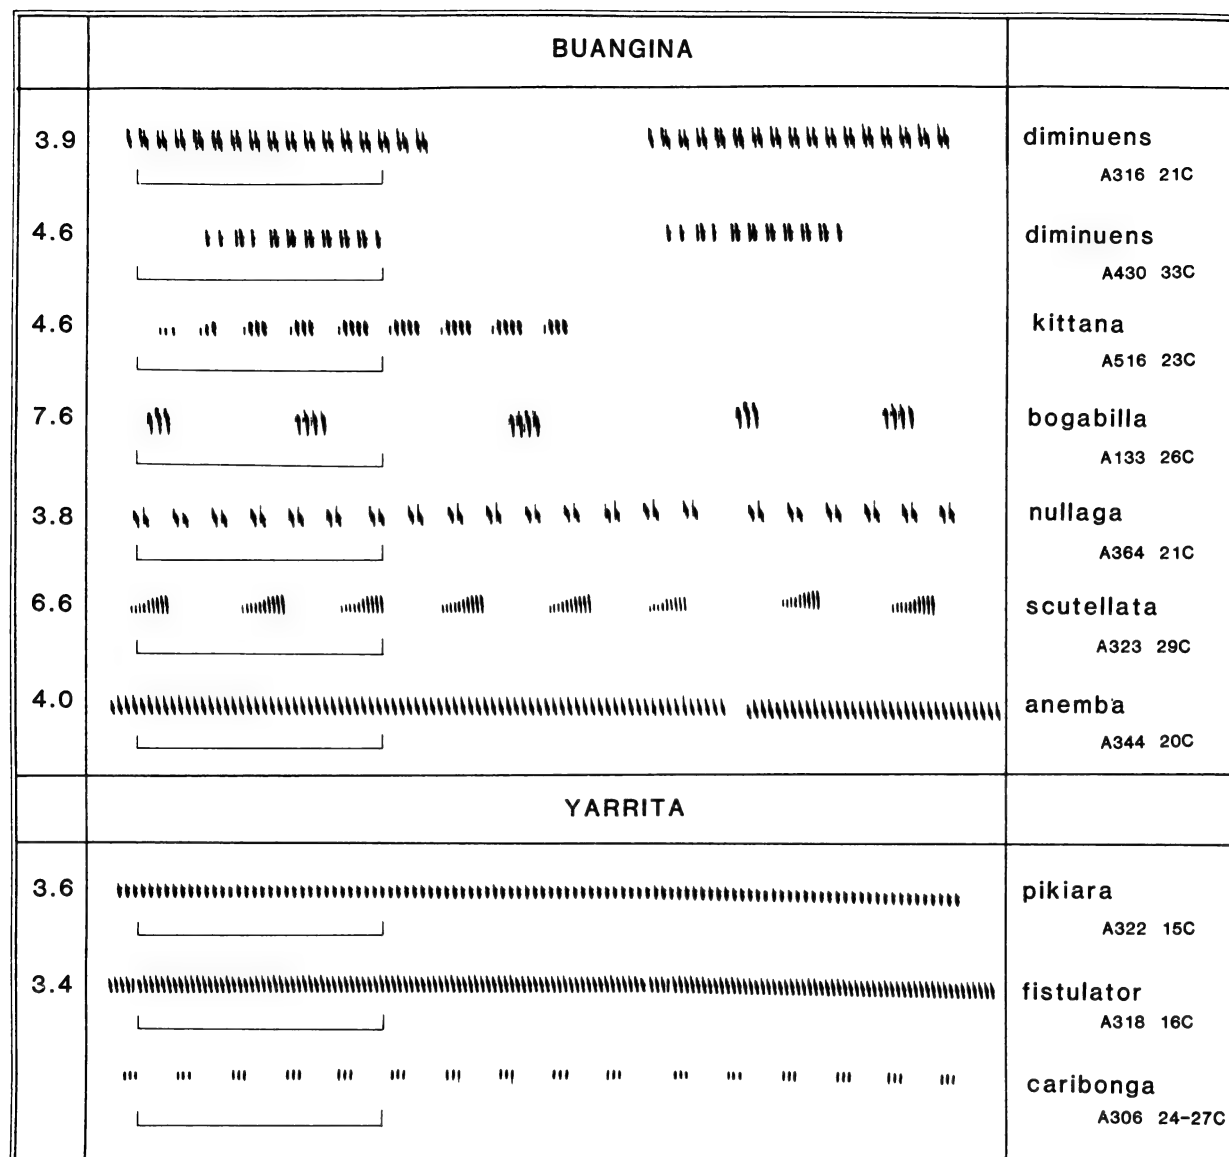 BUANGINA
3.9 diminuens
A316 21C
4.6 diminuens
A430 33C
4.6 kittana
A516 23C
7.6 bogabilla
A133 26C
3.8 nullaga
A364 21C
6.6 scutellata
A323 29C
4.0 anemba
A344 20C
YARRITA
3.6 pikiara
A322 15C
3.4 fistulator
A318 16C
caribonga
A306 24-27C